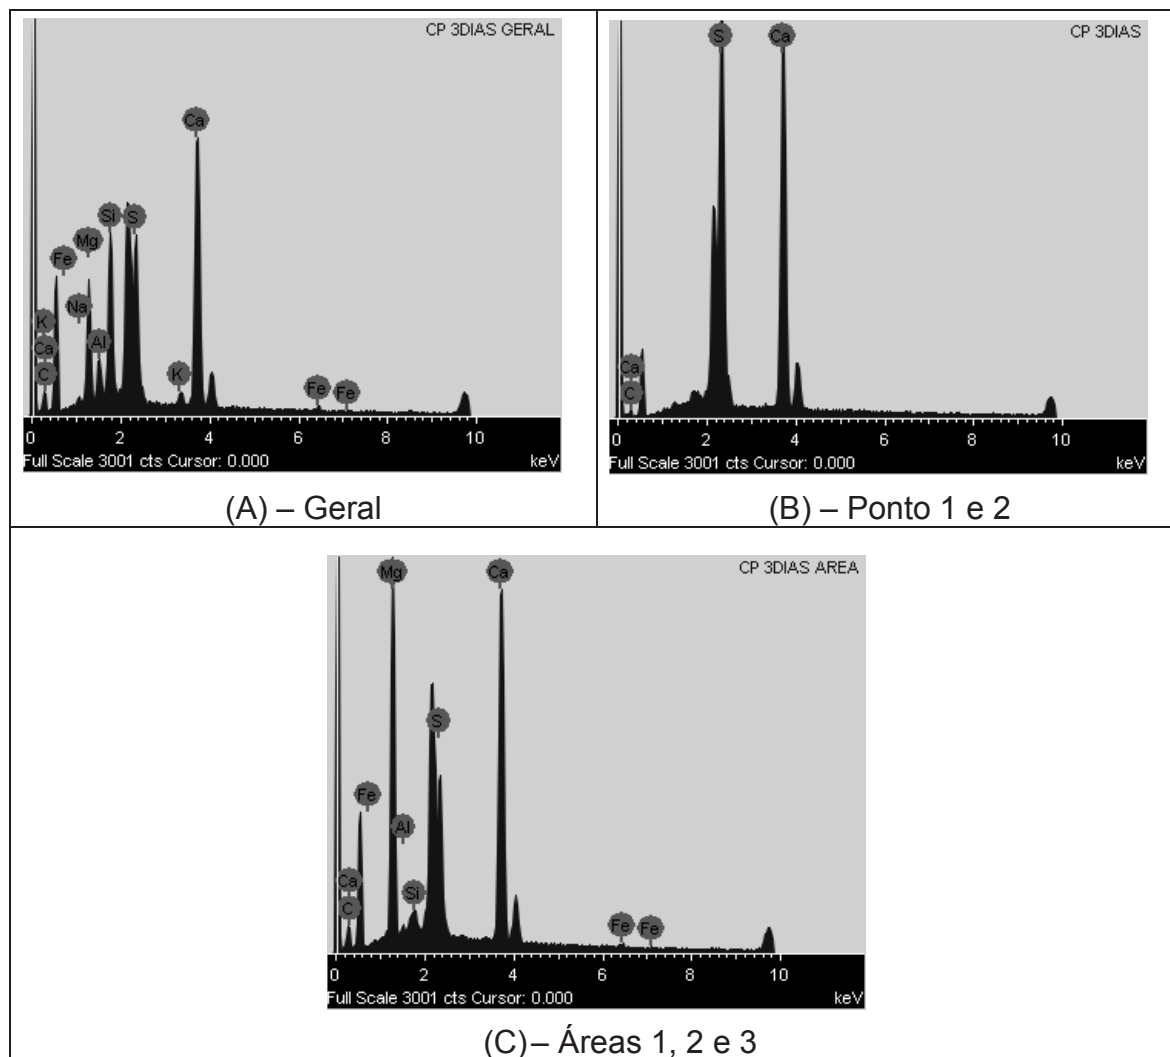 CP 3DIAS GERAL
Ca
Si
S
Mg
Fe
Na
K
Al
Ca
K
C
Fe
Fe
0 2 4 6 8 10
Full Scale 3001 cts Cursor: 0.000 keV
(A) – Geral
CP 3DIAS
S
Ca
Ca
C
0 2 4 6 8 10
Full Scale 3001 cts Cursor: 0.000 keV
(B) – Ponto 1 e 2
CP 3DIAS AREA
Mg
Ca
S
Fe
Al
Ca
Si
C
Fe
Fe
0 2 4 6 8 10
Full Scale 3001 cts Cursor: 0.000 keV
(C) – Áreas 1, 2 e 3